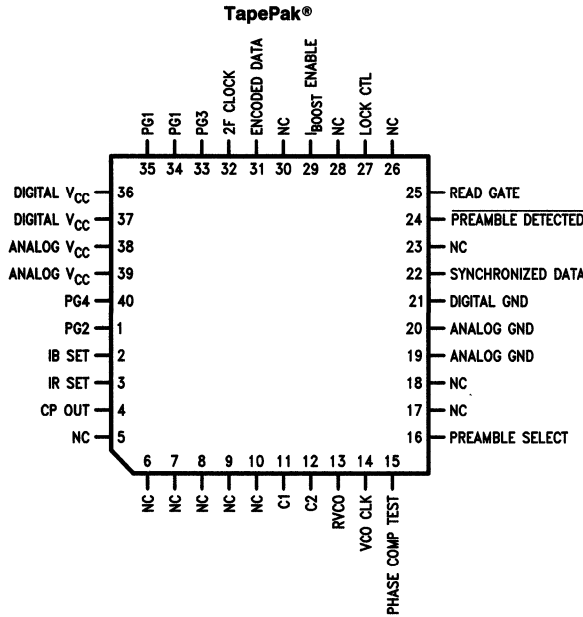 TapePak®
PG1
PG1
PG3
2F CLOCK
ENCODED DATA
NC
IBOOST ENABLE
NC
LOCK CTL
NC
35 34 33 32 31 30 29 28 27 26
DIGITAL VCC 36
DIGITAL VCC 37
ANALOG VCC 38
ANALOG VCC 39
PG4 40
PG2 1
IB SET 2
IR SET 3
CP OUT 4
NC 5
25 READ GATE
24 PREAMBLE DETECTED
23 NC
22 SYNCHRONIZED DATA
21 DIGITAL GND
20 ANALOG GND
19 ANALOG GND
18 NC
17 NC
16 PREAMBLE SELECT
6 7 8 9 10 11 12 13 14 15
NC
NC
NC
NC
NC
C1
C2
RVCO
VCO CLK
PHASE COMP TEST